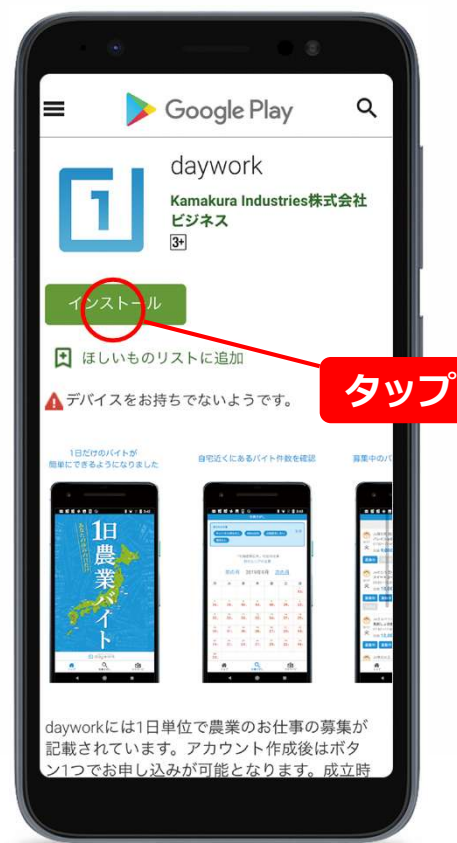 Google Play
daywork
Kamakura Industries株式会社
ビジネス
3+
インストール
ほしいものリストに追加
デバイスをお持ちでないようです。
タップ
1日だけのバイトが
簡単にできるようになりました
自宅近くにあるバイト件数を確認
募集中のバ
1日
農業バイト
dayworkには1日単位で農業のお仕事の募集が
記載されています。アカウント作成後はボタ
ン1つでお申し込みが可能となります。成立時